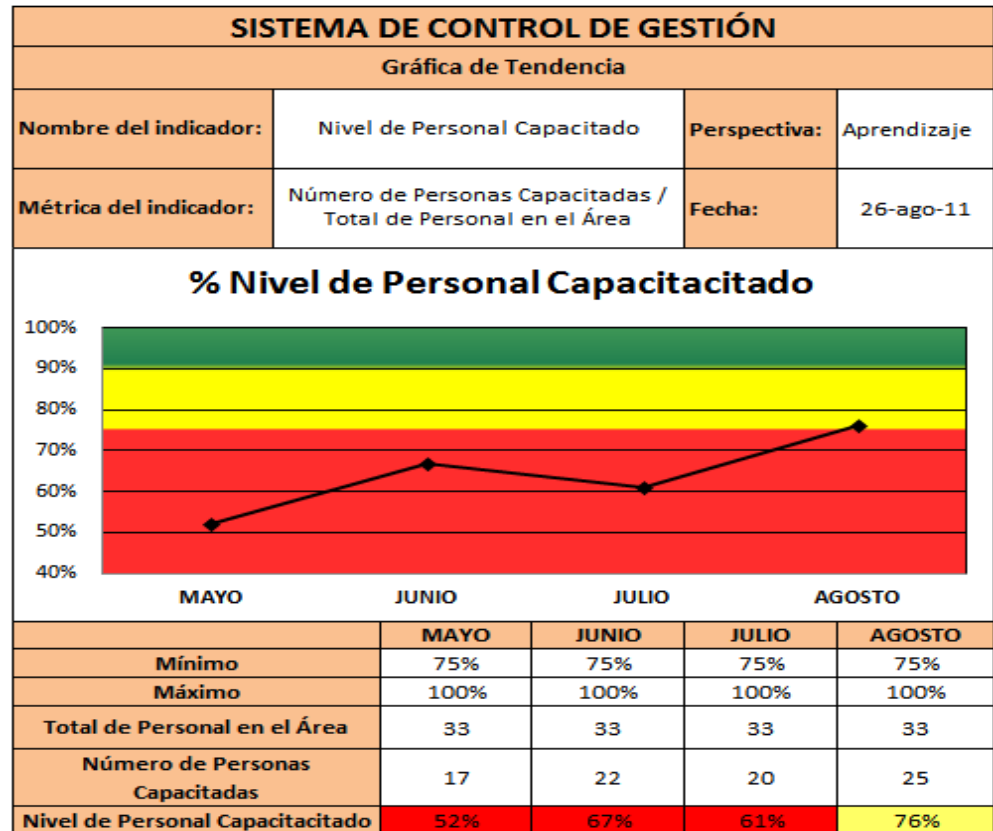 SISTEMA DE CONTROL DE GESTIÓN
Gráfica de Tendencia
Nombre del indicador: Nivel de Personal Capacitado Perspectiva: Aprendizaje
Métrica del indicador: Número de Personas Capacitadas /
Total de Personal en el Área Fecha: 26-ago-11
% Nivel de Personal Capacitacitado
100%
90%
80%
70%
60%
50%
40%
MAYO JUNIO JULIO AGOSTO
MAYO JUNIO JULIO AGOSTO
Mínimo 75% 75% 75% 75%
Máximo 100% 100% 100% 100%
Total de Personal en el Área 33 33 33 33
Número de Personas
Capacitadas 17 22 20 25
Nivel de Personal Capacitacitado 52% 67% 61% 76%